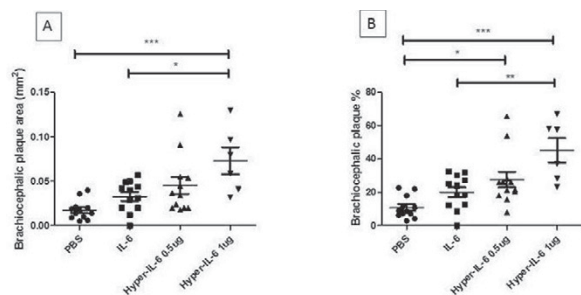 A
***
*
Brachiocephalic plaque area (mm²)
0.15
0.10
0.05
0.00
PBS
IL-6
Hyper-IL-6 0.5ug
Hyper-IL-6 1ug
B
***
*
**
Brachiocephalic plaque %
80
60
40
20
0
PBS
IL-6
Hyper-IL-6 0.5ug
Hyper-IL-6 1ug